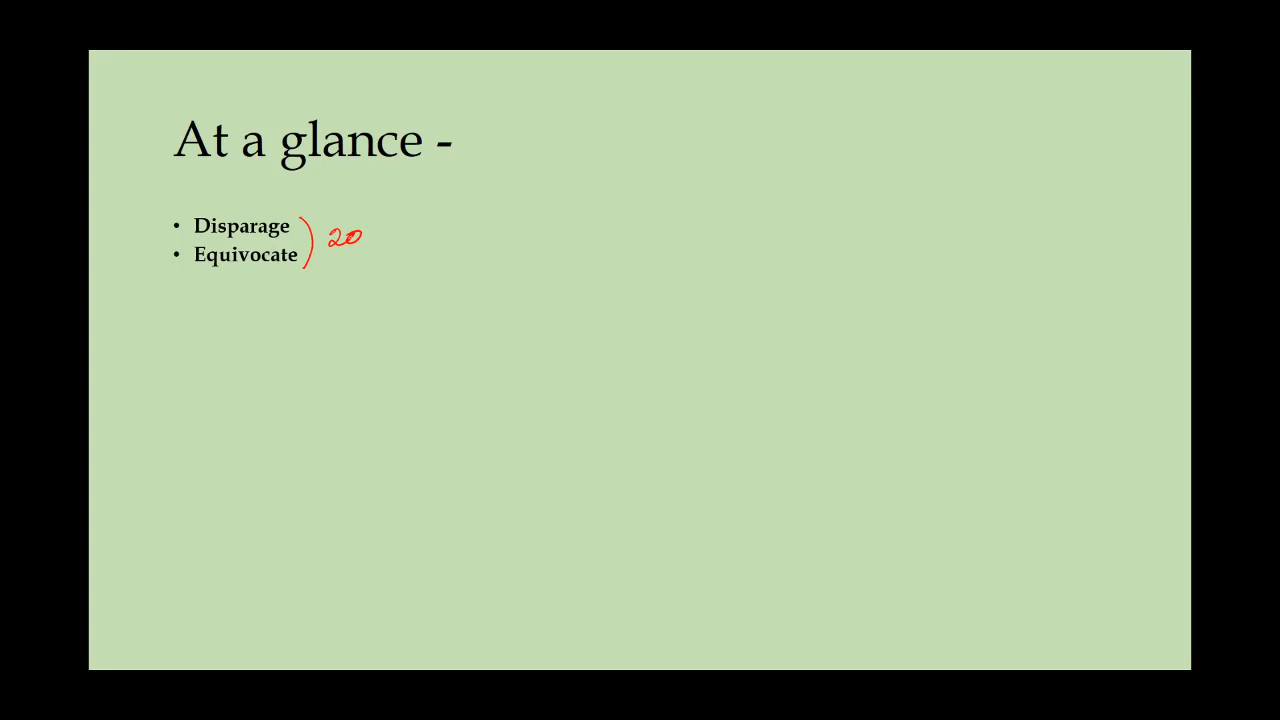 At a glance -
• Disparage
• Equivocate
20